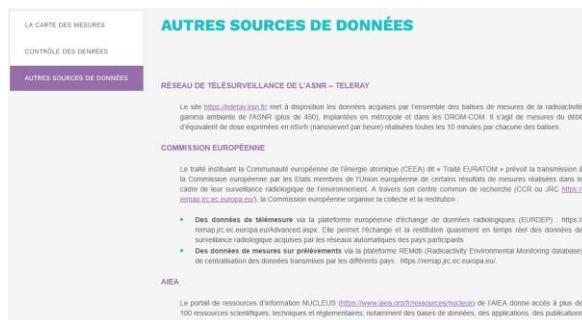 LA CARTE DES MESURES
CONTRÔLE DES DENRÉES
AUTRES SOURCES DE DONNÉES
AUTRES SOURCES DE DONNÉES
RÉSEAU DE TÉLÉSURVEILLANCE DE L'ASNR – TELERAY
Le site https://teleray.asn.fr/ met à disposition les données acquises par l'ensemble des balises de mesures de la radioactivité
gamma ambiante de l'ASNR (plus de 450), implantées en métropole et dans les DROM-COM. Il s'agit de mesures du débit
d'équivalent de dose exprimées en nSv/h (nanosievert par heure) réalisées toutes les 10 minutes par chacune des balises.
COMMISSION EUROPÉENNE
Le traité instituant la Communauté européenne de l'énergie atomique (CEEA) dit « Traité EURATOM » prévoit la transmission à
la Commission européenne par les Etats membres de l'Union européenne de certains résultats de mesures réalisées dans le
cadre de leur surveillance radiologique de l'environnement. A travers son centre commun de recherche (CCR ou JRC https://
remap.jrc.ec.europa.eu/), la Commission européenne organise la collecte et la restitution :
• Des données de télémesure via la plateforme européenne d'échange de données radiologiques (EURDEP) : https://
remap.jrc.ec.europa.eu/Advanced.aspx. Elle permet l'échange et la restitution quasiment en temps réel des données de
surveillance radiologique acquises par les réseaux automatiques des pays participants
• Des données de mesures sur prélèvements via la plateforme REMdb (Radioactivity Environmental Monitoring database)
de centralisation des données transmises par les différents pays : https://remap.jrc.ec.europa.eu/.
AIEA
Le portail de ressources d'information NUCLEUS (https://www.iaea.org/fr/ressources/nucleus) de l'AIEA donne accès à plus de
100 ressources scientifiques, techniques et réglementaires, notamment des bases de données, des applications, des publications